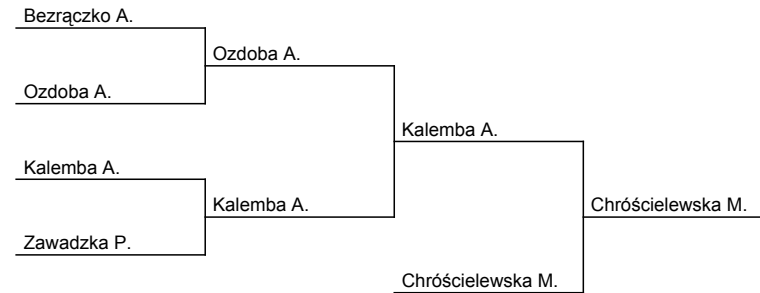 Bezrączko A.
Ozdoba A.
Ozdoba A.
Kalemba A.
Kalemba A.
Kalemba A.
Chróścielewska M.
Zawadzka P.
Chróścielewska M.